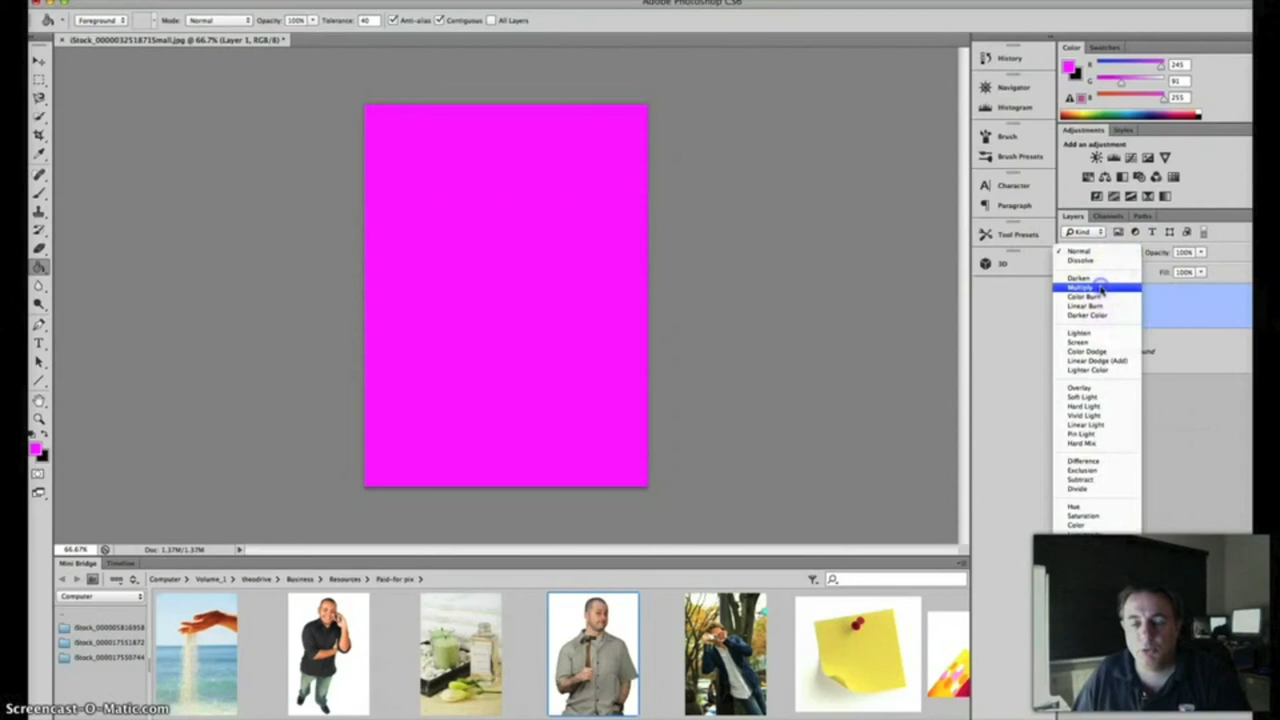 Adobe Photoshop CS6
Foreground Mode: Normal Opacity: 100% Tolerance: 40 Anti-alias Contiguous All Layers
iStock_000003251871Small.jpg @ 66.7% (Layer 1, RGB/8) *
History
Navigator
Histogram
Brush
Brush Presets
Character
Paragraph
Tool Presets
3D
Color Swatches
R 245
G 91
B 255
Adjustments Styles
Add an adjustment
Layers Channels Paths
Kind
Normal Opacity: 100%
Dissolve
Fill: 100%
Darken
Multiply
Color Burn
Linear Burn
Darker Color
Lighten
Screen
Color Dodge
Linear Dodge (Add)
Lighter Color
Overlay
Soft Light
Hard Light
Vivid Light
Linear Light
Pin Light
Hard Mix
Difference
Exclusion
Subtract
Divide
Hue
Saturation
Color
66.67% Doc: 1.37M/1.37M
Mini Bridge Timeline
Computer Volume_1 theodrive Business Resources Paid-for pix
Computer
iStock_000005816958
iStock_000017551872
iStock_000017550744
Screencast-O-Matic.com